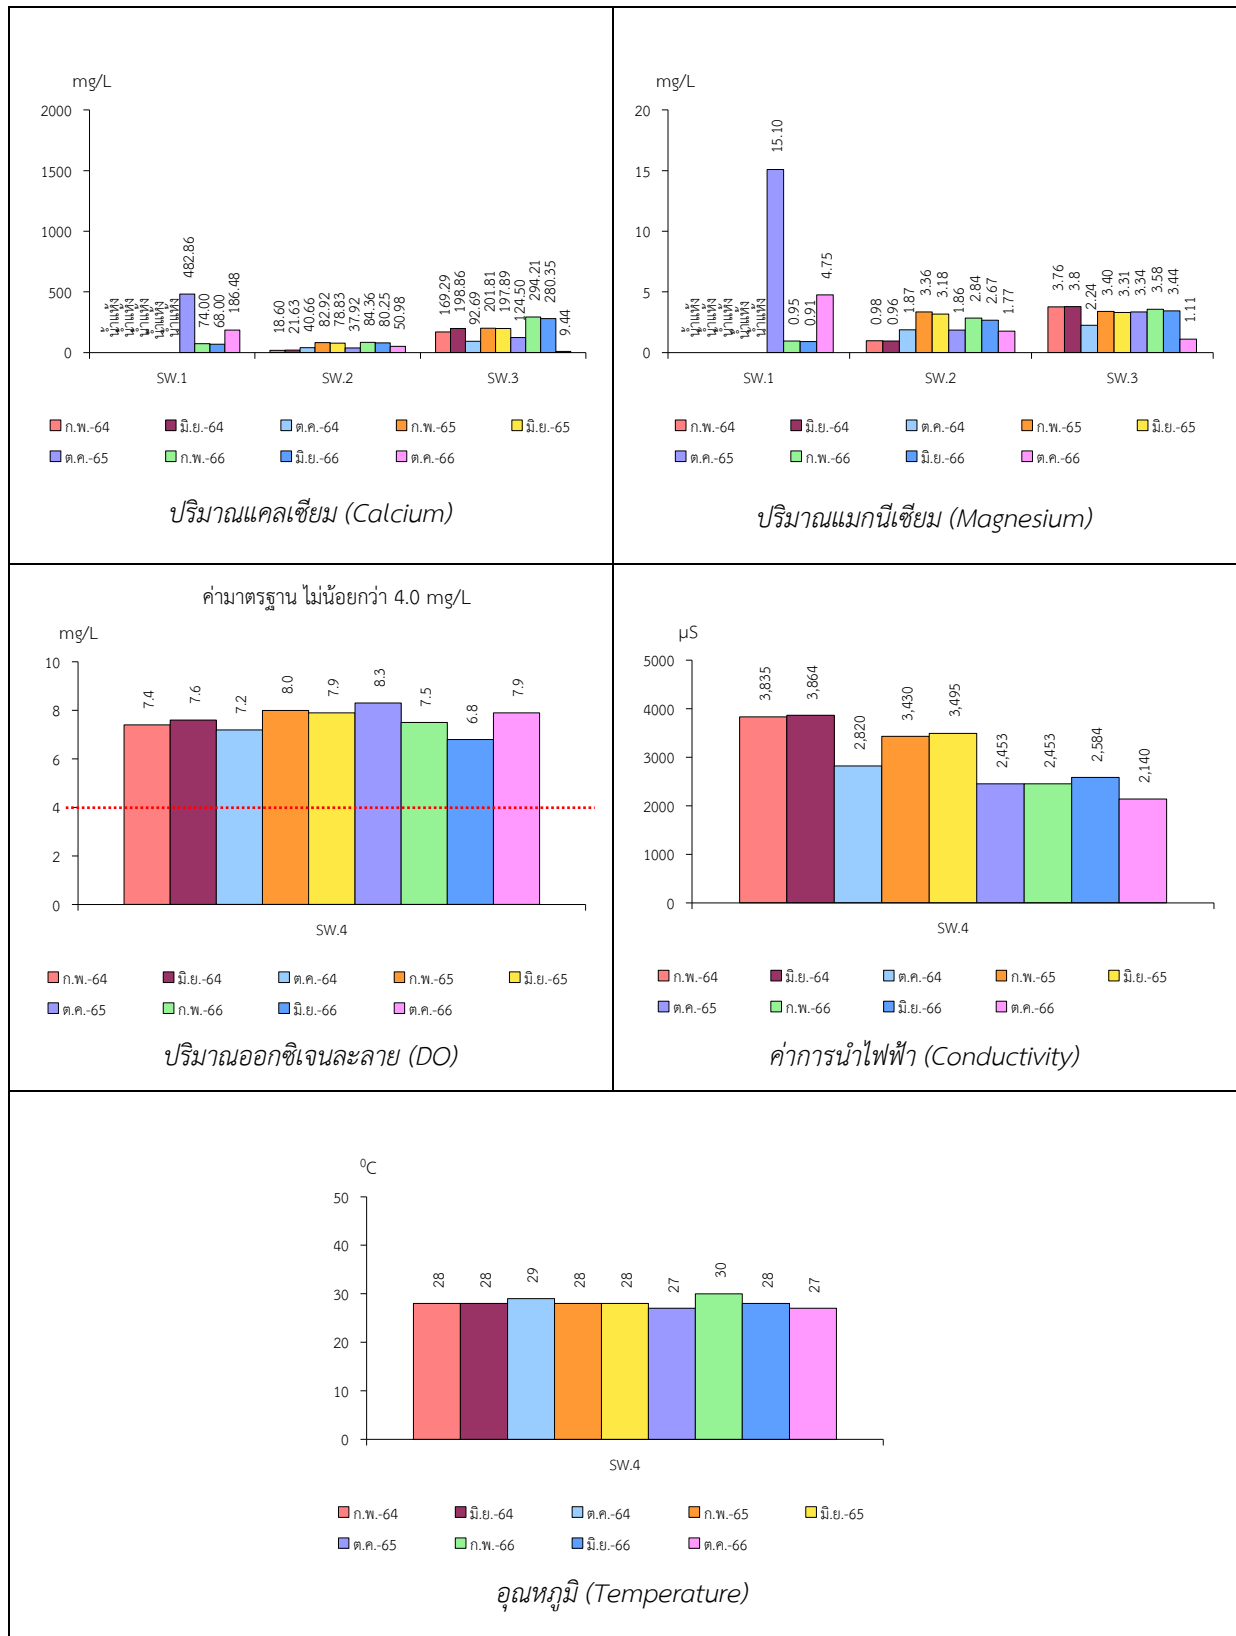 mg/L
2000
1500
1000
500
0
น้ำแห้ง น้ำแห้ง น้ำแห้ง น้ำแห้ง น้ำแห้ง 482.86 74.00 68.00 186.48
18.60 21.63 40.66 82.92 78.83 37.92 84.36 80.25 50.98
169.29 198.86 92.69 201.81 197.89 124.50 294.21 280.35 9.44
SW.1 SW.2 SW.3
ก.พ.-64 มิ.ย.-64 ต.ค.-64 ก.พ.-65 มิ.ย.-65
ต.ค.-65 ก.พ.-66 มิ.ย.-66 ต.ค.-66
ปริมาณแคลเซียม (Calcium)
mg/L
20
15
10
5
0
น้ำแห้ง น้ำแห้ง น้ำแห้ง น้ำแห้ง น้ำแห้ง 15.10 0.95 0.91 4.75
0.98 0.96 1.87 3.36 3.18 1.86 2.84 2.67 1.77
3.76 3.8 2.24 3.40 3.31 3.34 3.58 3.44 1.11
SW.1 SW.2 SW.3
ก.พ.-64 มิ.ย.-64 ต.ค.-64 ก.พ.-65 มิ.ย.-65
ต.ค.-65 ก.พ.-66 มิ.ย.-66 ต.ค.-66
ปริมาณแมกนีเซียม (Magnesium)
ค่ามาตรฐาน ไม่น้อยกว่า 4.0 mg/L
mg/L
10
8
6
4
2
0
7.4 7.6 7.2 8.0 7.9 8.3 7.5 6.8 7.9
SW.4
ก.พ.-64 มิ.ย.-64 ต.ค.-64 ก.พ.-65 มิ.ย.-65
ต.ค.-65 ก.พ.-66 มิ.ย.-66 ต.ค.-66
ปริมาณออกซิเจนละลาย (DO)
µS
5000
4000
3000
2000
1000
0
3,835 3,864 2,820 3,430 3,495 2,453 2,453 2,584 2,140
SW.4
ก.พ.-64 มิ.ย.-64 ต.ค.-64 ก.พ.-65 มิ.ย.-65
ต.ค.-65 ก.พ.-66 มิ.ย.-66 ต.ค.-66
ค่าการนำไฟฟ้า (Conductivity)
⁰C
50
40
30
20
10
0
28 28 29 28 28 27 30 28 27
SW.4
ก.พ.-64 มิ.ย.-64 ต.ค.-64 ก.พ.-65 มิ.ย.-65
ต.ค.-65 ก.พ.-66 มิ.ย.-66 ต.ค.-66
อุณหภูมิ (Temperature)